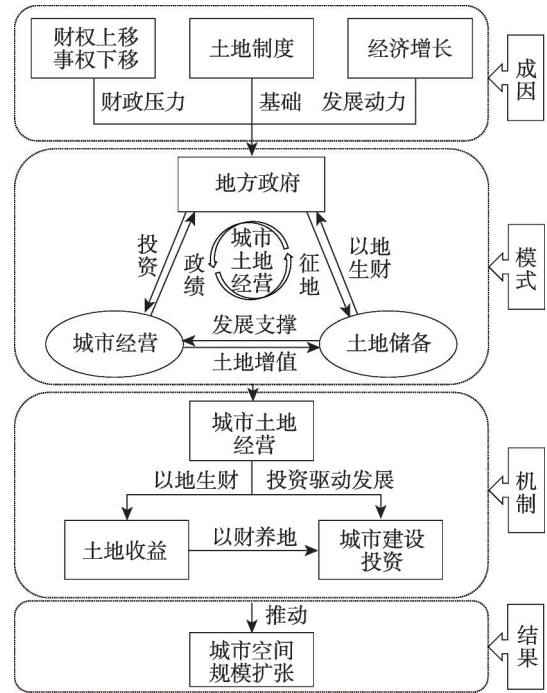 财权上移
事权下移
土地制度
经济增长
成因
财政压力
基础
发展动力
地方政府
投资
政绩
城市
土地
经营
征地
以地
生财
模式
城市经营
发展支撑
土地增值
土地储备
城市土地
经营
以地生财
投资驱动发展
机制
土地收益
以财养地
城市建设
投资
推动
城市空间
规模扩张
结果